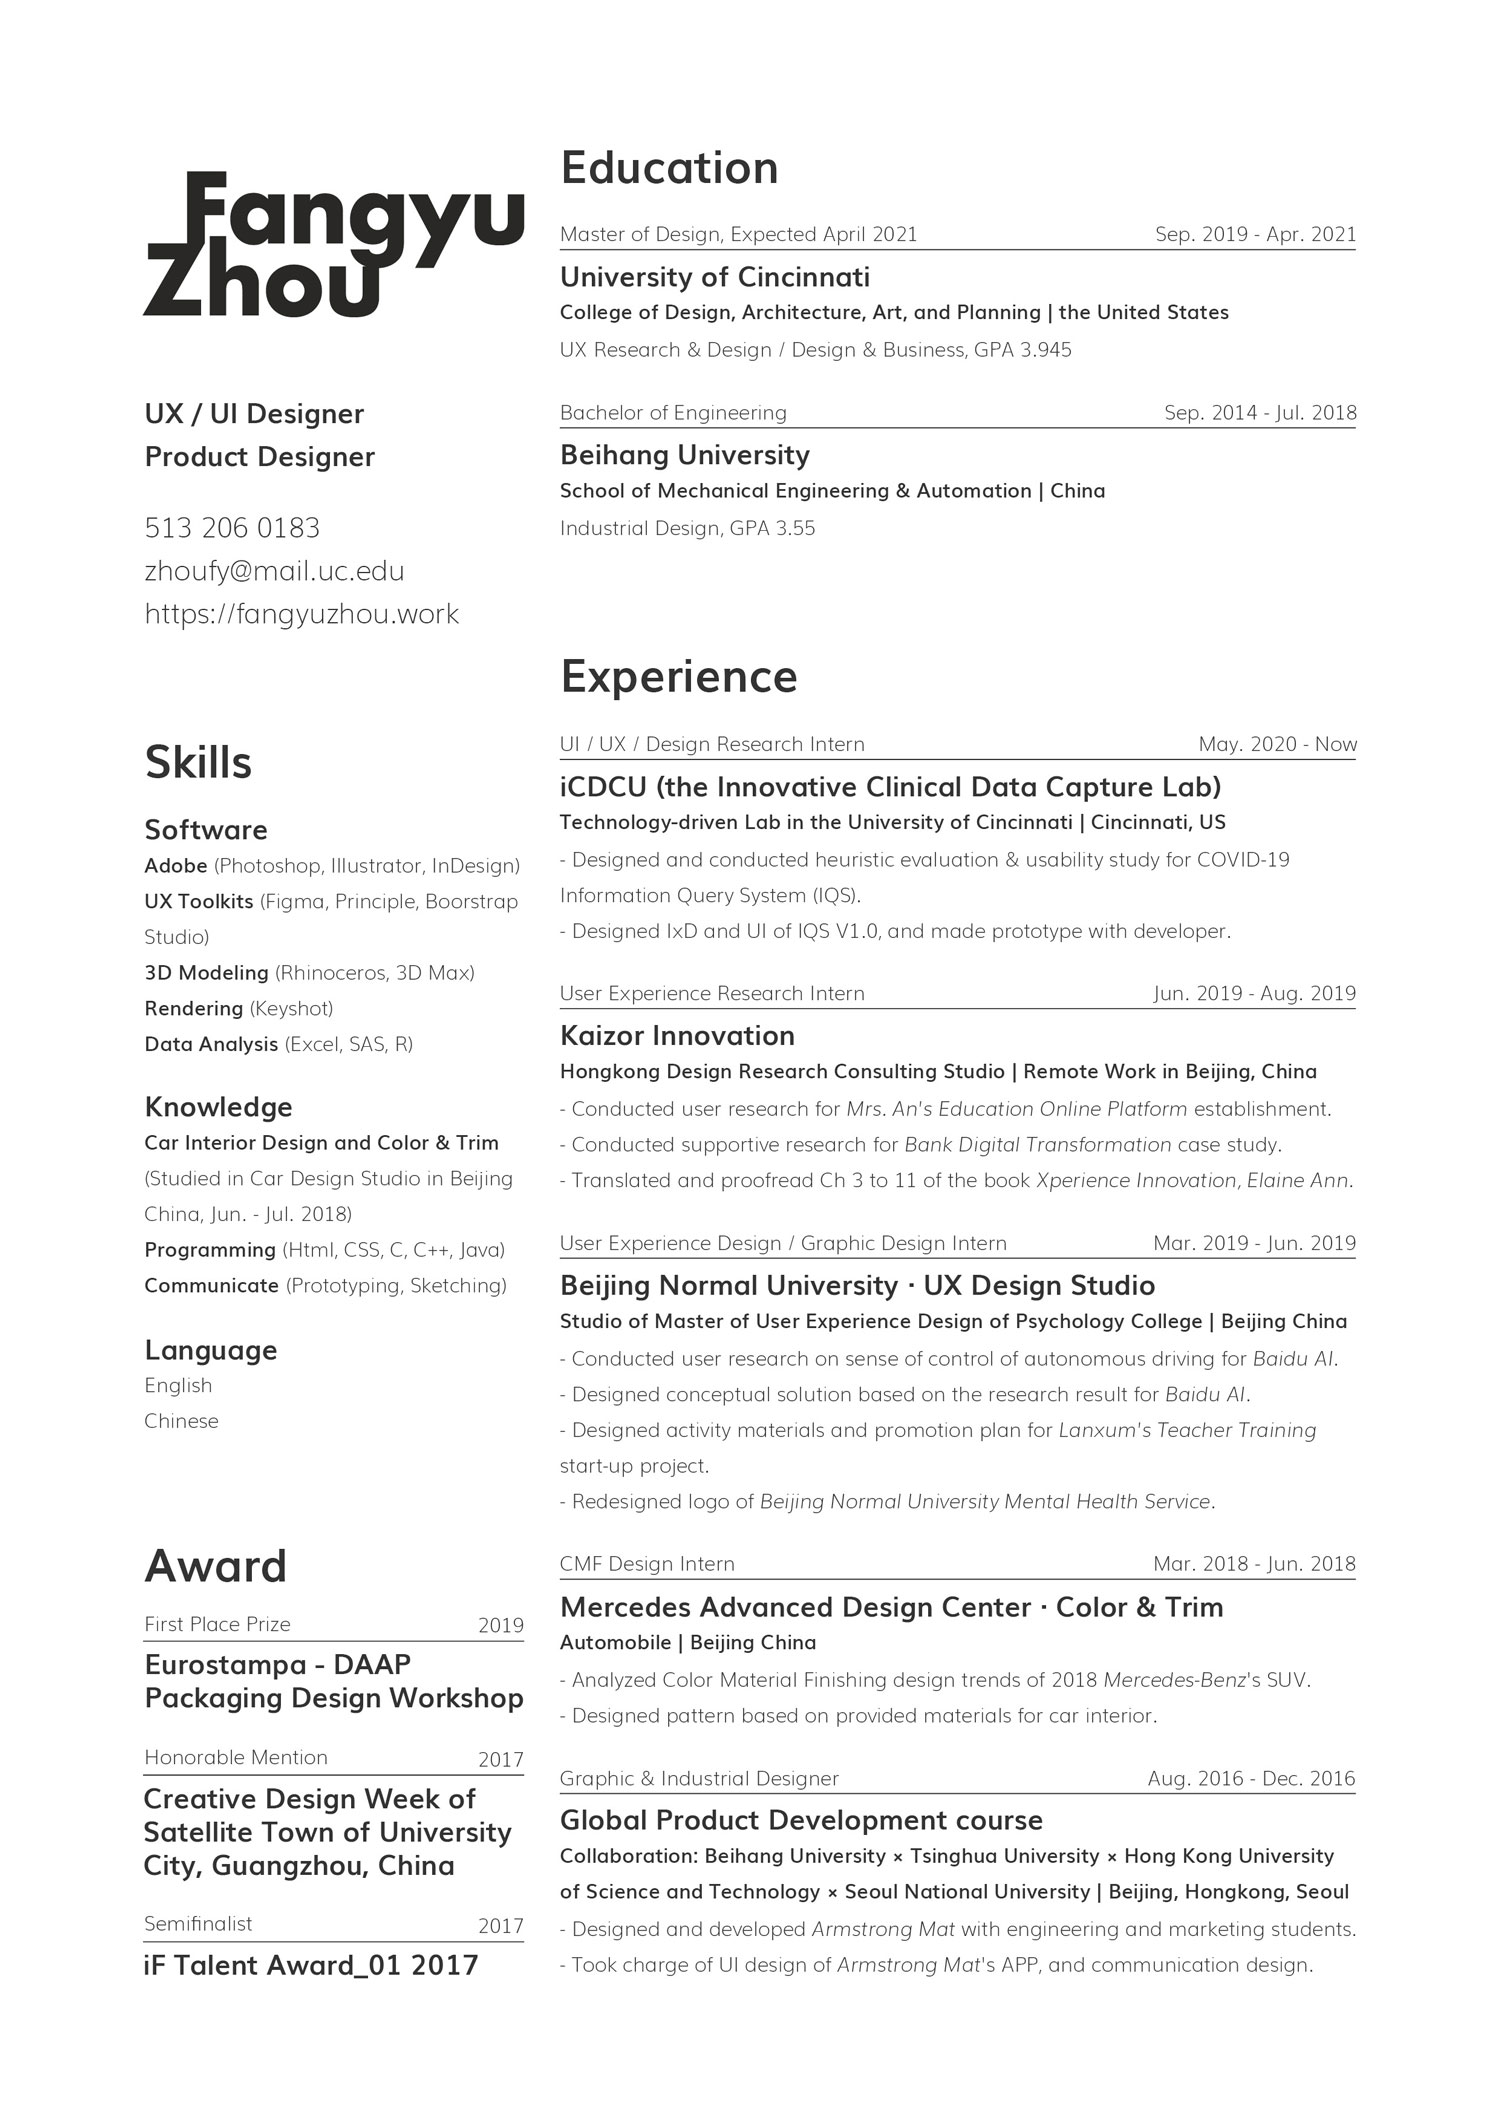 Fangyu
Zhou
UX / UI Designer
Product Designer
513 206 0183
zhoufy@mail.uc.edu
https://fangyuzhou.work
Skills
Software
Adobe (Photoshop, Illustrator, InDesign)
UX Toolkits (Figma, Principle, Boorstrap
Studio)
3D Modeling (Rhinoceros, 3D Max)
Rendering (Keyshot)
Data Analysis (Excel, SAS, R)
Knowledge
Car Interior Design and Color & Trim
(Studied in Car Design Studio in Beijing
China, Jun. - Jul. 2018)
Programming (Html, CSS, C, C++, Java)
Communicate (Prototyping, Sketching)
Language
English
Chinese
Award
First Place Prize 2019
Eurostampa - DAAP
Packaging Design Workshop
Honorable Mention 2017
Creative Design Week of
Satellite Town of University
City, Guangzhou, China
Semifinalist 2017
iF Talent Award_01 2017
Education
Master of Design, Expected April 2021 Sep. 2019 - Apr. 2021
University of Cincinnati
College of Design, Architecture, Art, and Planning | the United States
UX Research & Design / Design & Business, GPA 3.945
Bachelor of Engineering Sep. 2014 - Jul. 2018
Beihang University
School of Mechanical Engineering & Automation | China
Industrial Design, GPA 3.55
Experience
UI / UX / Design Research Intern May. 2020 - Now
iCDCU (the Innovative Clinical Data Capture Lab)
Technology-driven Lab in the University of Cincinnati | Cincinnati, US
- Designed and conducted heuristic evaluation & usability study for COVID-19
Information Query System (IQS).
- Designed IxD and UI of IQS V1.0, and made prototype with developer.
User Experience Research Intern Jun. 2019 - Aug. 2019
Kaizor Innovation
Hongkong Design Research Consulting Studio | Remote Work in Beijing, China
- Conducted user research for Mrs. An's Education Online Platform establishment.
- Conducted supportive research for Bank Digital Transformation case study.
- Translated and proofread Ch 3 to 11 of the book Xperience Innovation, Elaine Ann.
User Experience Design / Graphic Design Intern Mar. 2019 - Jun. 2019
Beijing Normal University · UX Design Studio
Studio of Master of User Experience Design of Psychology College | Beijing China
- Conducted user research on sense of control of autonomous driving for Baidu AI.
- Designed conceptual solution based on the research result for Baidu AI.
- Designed activity materials and promotion plan for Lanxum's Teacher Training
start-up project.
- Redesigned logo of Beijing Normal University Mental Health Service.
CMF Design Intern Mar. 2018 - Jun. 2018
Mercedes Advanced Design Center · Color & Trim
Automobile | Beijing China
- Analyzed Color Material Finishing design trends of 2018 Mercedes-Benz's SUV.
- Designed pattern based on provided materials for car interior.
Graphic & Industrial Designer Aug. 2016 - Dec. 2016
Global Product Development course
Collaboration: Beihang University × Tsinghua University × Hong Kong University
of Science and Technology × Seoul National University | Beijing, Hongkong, Seoul
- Designed and developed Armstrong Mat with engineering and marketing students.
- Took charge of UI design of Armstrong Mat's APP, and communication design.